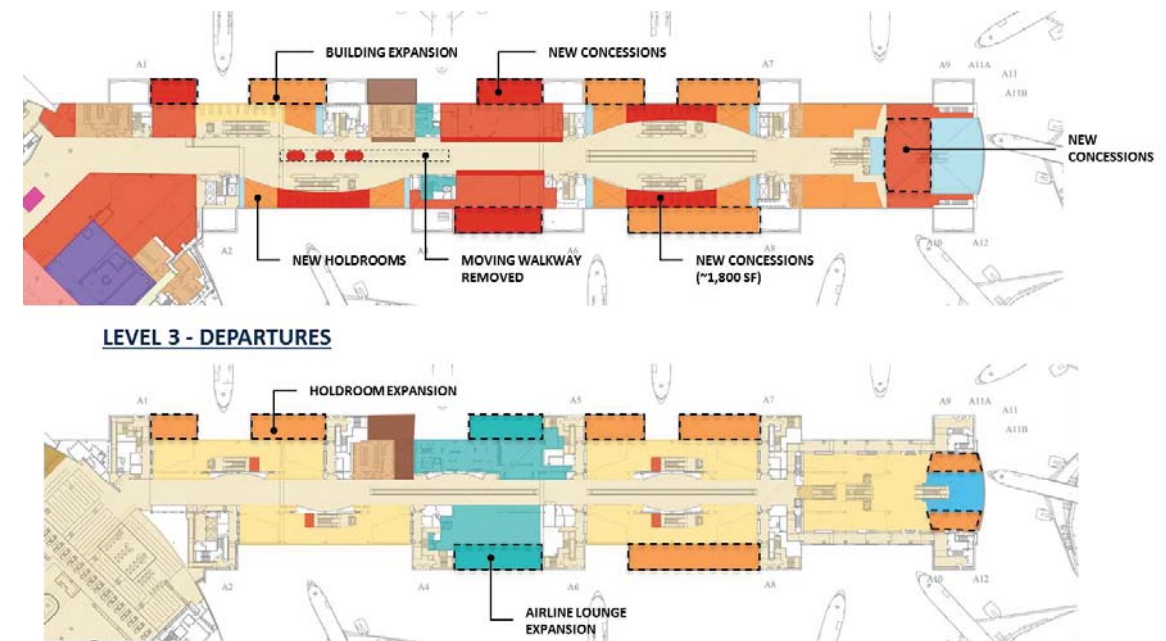 BUILDING EXPANSION
NEW CONCESSIONS
A1
A7
A9 A11A
A11
A11B
NEW
CONCESSIONS
A2
A6
A8
A10 A12
NEW HOLDROOMS
MOVING WALKWAY
REMOVED
NEW CONCESSIONS
(~1,800 SF)
LEVEL 3 - DEPARTURES
HOLDROOM EXPANSION
A1
A5
A7
A9 A11A
A11
A11B
A2
A4
A6
A8
A10 A12
AIRLINE LOUNGE
EXPANSION